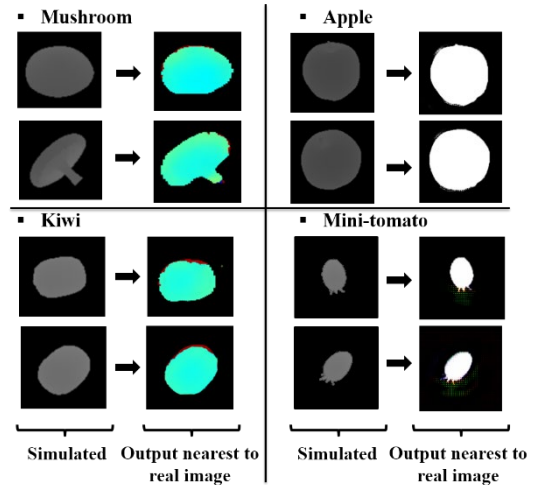 ▪ Mushroom
▪ Apple
▪ Kiwi
▪ Mini-tomato
Simulated
Output nearest to
real image
Simulated
Output nearest to
real image